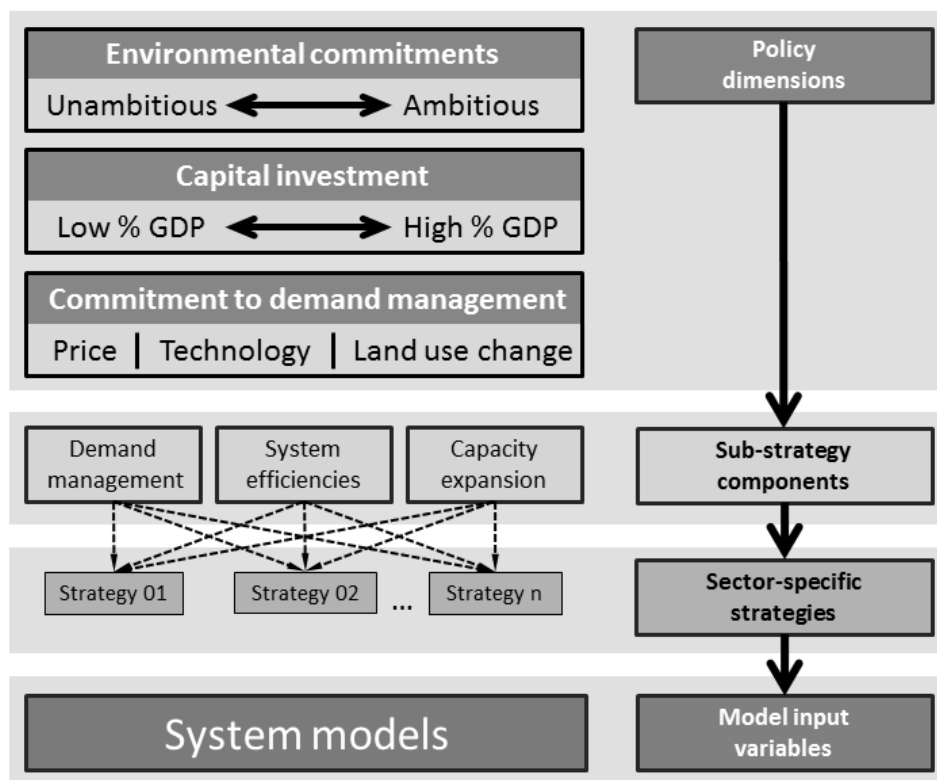 Environmental commitments
Unambitious Ambitious
Capital investment
Low % GDP High % GDP
Commitment to demand management
Price | Technology | Land use change
Policy
dimensions
Demand
management
System
efficiencies
Capacity
expansion
Sub-strategy
components
Strategy 01
Strategy 02
...
Strategy n
Sector-specific
strategies
System models
Model input
variables